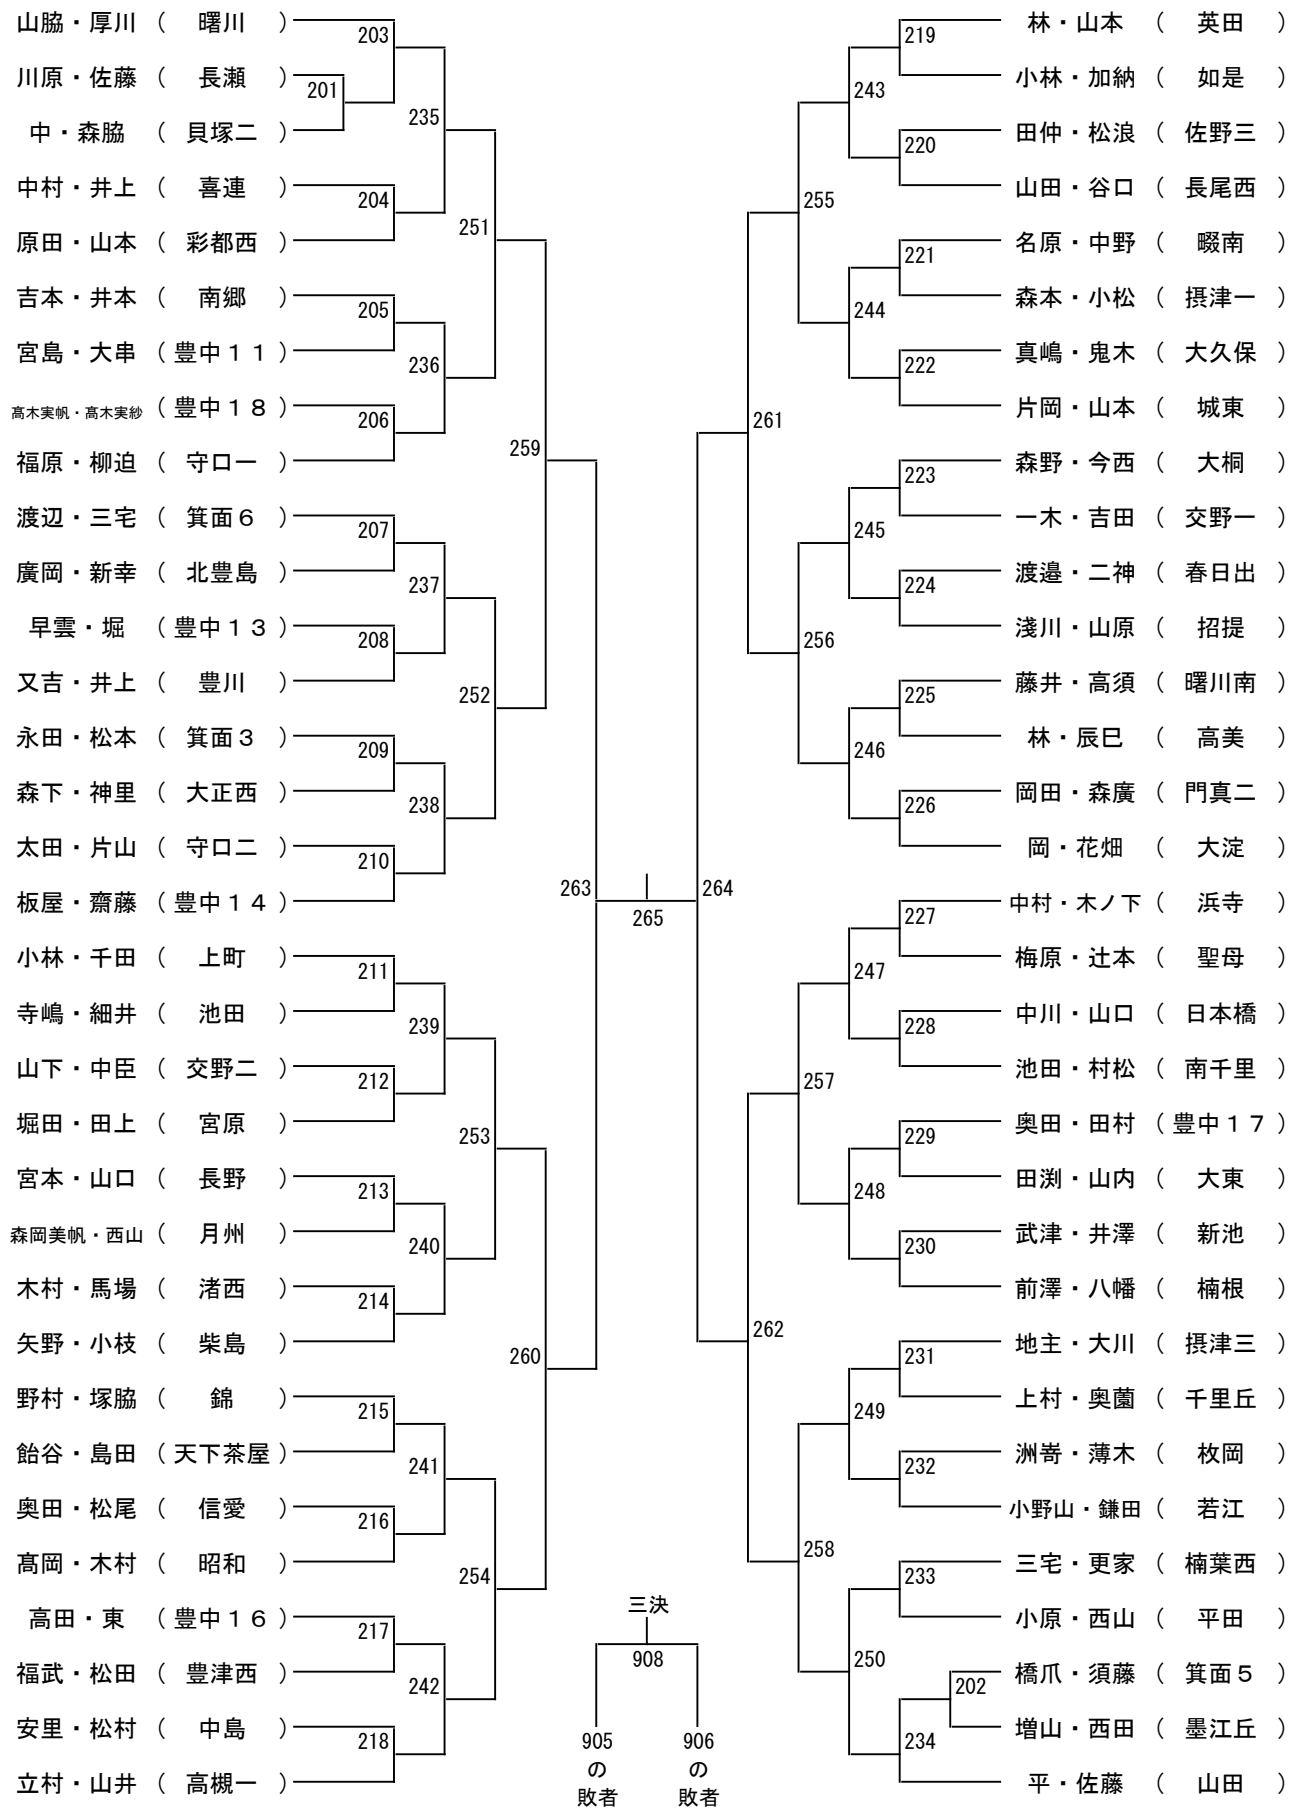 山脇・厚川 （ 曙川 ）
203
川原・佐藤 （ 長瀬 ）
201
中・森脇 （ 貝塚二 ）
235
中村・井上 （ 喜連 ）
204
原田・山本 （ 彩都西 ）
251
吉本・井本 （ 南郷 ）
205
宮島・大串 （ 豊中１１ ）
236
髙木実帆・髙木実紗 （ 豊中１８ ）
206
福原・柳迫 （ 守口一 ）
259
渡辺・三宅 （ 箕面６ ）
207
廣岡・新幸 （ 北豊島 ）
237
早雲・堀 （ 豊中１３ ）
208
又吉・井上 （ 豊川 ）
252
永田・松本 （ 箕面３ ）
209
森下・神里 （ 大正西 ）
238
太田・片山 （ 守口二 ）
210
板屋・齋藤 （ 豊中１４ ）
263
小林・千田 （ 上町 ）
211
寺嶋・細井 （ 池田 ）
239
山下・中臣 （ 交野二 ）
212
堀田・田上 （ 宮原 ）
253
宮本・山口 （ 長野 ）
213
森岡美帆・西山 （ 月州 ）
240
木村・馬場 （ 渚西 ）
214
矢野・小枝 （ 柴島 ）
260
野村・塚脇 （ 錦 ）
215
飴谷・島田 （ 天下茶屋 ）
241
奥田・松尾 （ 信愛 ）
216
髙岡・木村 （ 昭和 ）
254
高田・東 （ 豊中１６ ）
217
福武・松田 （ 豊津西 ）
242
安里・松村 （ 中島 ）
218
立村・山井 （ 高槻一 ）
265
三決
908
905
の
敗者
906
の
敗者
林・山本 （ 英田 ）
219
小林・加納 （ 如是 ）
243
田仲・松浪 （ 佐野三 ）
220
山田・谷口 （ 長尾西 ）
255
名原・中野 （ 畷南 ）
221
森本・小松 （ 摂津一 ）
244
真嶋・鬼木 （ 大久保 ）
222
片岡・山本 （ 城東 ）
261
森野・今西 （ 大桐 ）
223
一木・吉田 （ 交野一 ）
245
渡邉・二神 （ 春日出 ）
224
淺川・山原 （ 招提 ）
256
藤井・高須 （ 曙川南 ）
225
林・辰巳 （ 高美 ）
246
岡田・森廣 （ 門真二 ）
226
岡・花畑 （ 大淀 ）
264
中村・木ノ下 （ 浜寺 ）
227
梅原・辻本 （ 聖母 ）
247
中川・山口 （ 日本橋 ）
228
池田・村松 （ 南千里 ）
257
奥田・田村 （ 豊中１７ ）
229
田渕・山内 （ 大東 ）
248
武津・井澤 （ 新池 ）
230
前澤・八幡 （ 楠根 ）
262
地主・大川 （ 摂津三 ）
231
上村・奥薗 （ 千里丘 ）
249
洲嵜・薄木 （ 枚岡 ）
232
小野山・鎌田 （ 若江 ）
258
三宅・更家 （ 楠葉西 ）
233
小原・西山 （ 平田 ）
250
橋爪・須藤 （ 箕面５ ）
202
増山・西田 （ 墨江丘 ）
234
平・佐藤 （ 山田 ）